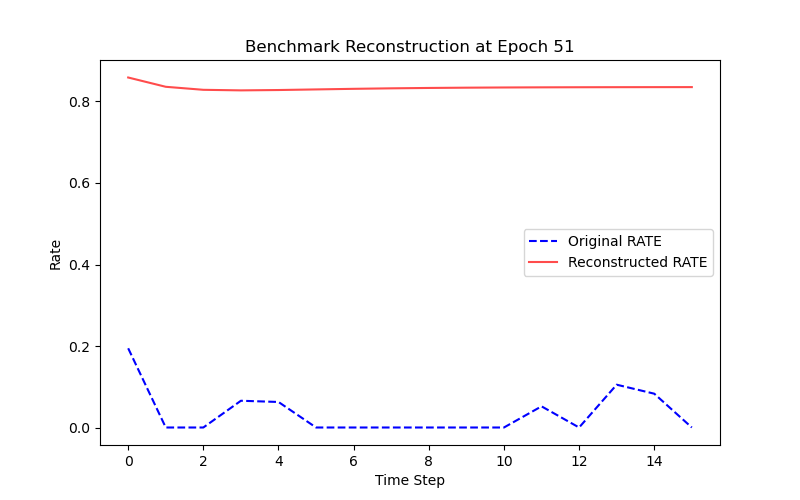 Benchmark Reconstruction at Epoch 51
Rate
0.8
0.6
0.4
0.2
0.0
Original RATE
Reconstructed RATE
0 2 4 6 8 10 12 14
Time Step